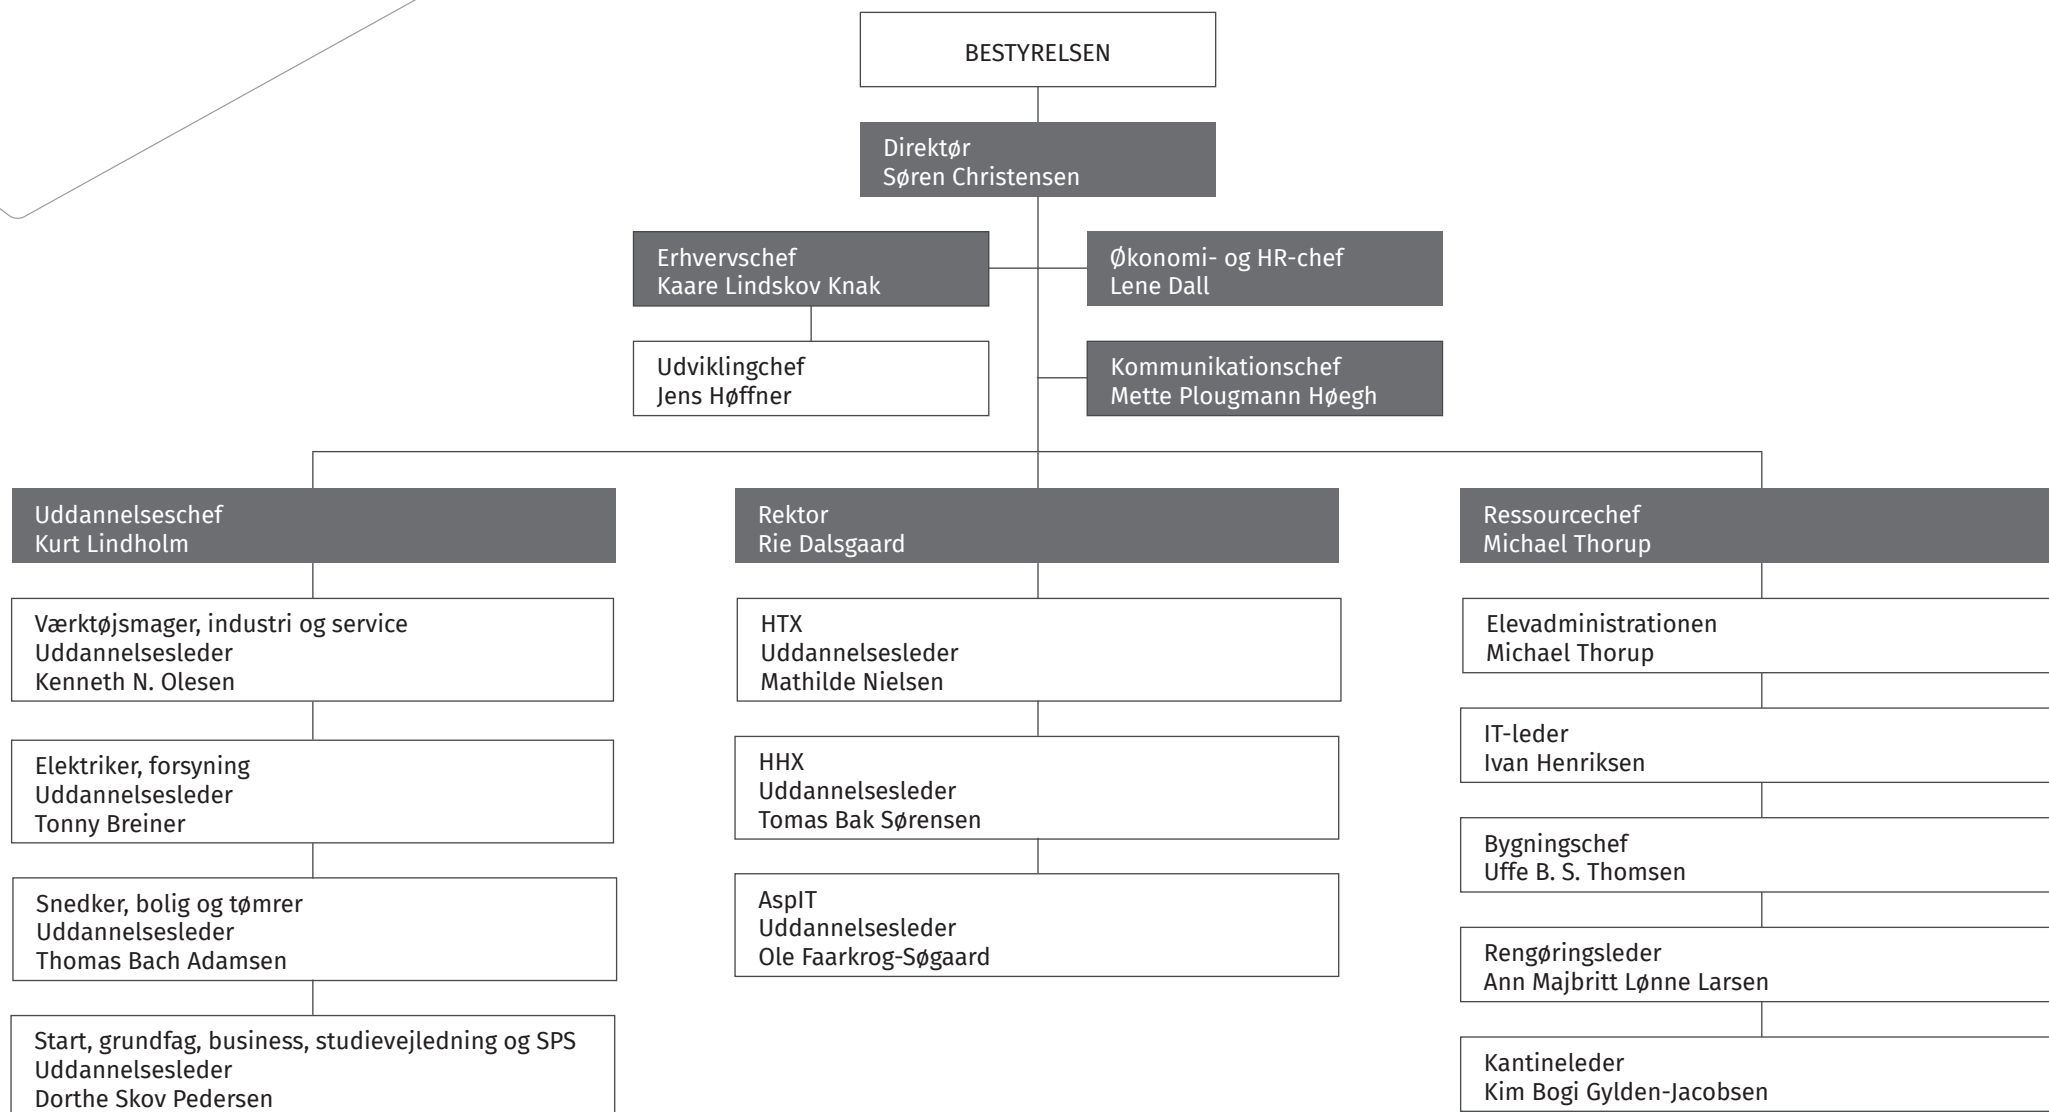 BESTYRELSEN
Direktør
Søren Christensen
Erhvervschef
Kaare Lindskov Knak
Økonomi- og HR-chef
Lene Dall
Udviklingchef
Jens Høffner
Kommunikationschef
Mette Plougmann Høegh
Uddannelseschef
Kurt Lindholm
Værktøjsmager, industri og service
Uddannelsesleder
Kenneth N. Olesen
Elektriker, forsyning
Uddannelsesleder
Tonny Breiner
Snedker, bolig og tømrer
Uddannelsesleder
Thomas Bach Adamsen
Start, grundfag, business, studievejledning og SPS
Uddannelsesleder
Dorthe Skov Pedersen
Rektor
Rie Dalsgaard
HTX
Uddannelsesleder
Mathilde Nielsen
HHX
Uddannelsesleder
Tomas Bak Sørensen
AspIT
Uddannelsesleder
Ole Faarkrog-Søgaard
Ressourcechef
Michael Thorup
Elevadministrationen
Michael Thorup
IT-leder
Ivan Henriksen
Bygningschef
Uffe B. S. Thomsen
Rengøringsleder
Ann Majbritt Lønne Larsen
Kantineleder
Kim Bogi Gylden-Jacobsen